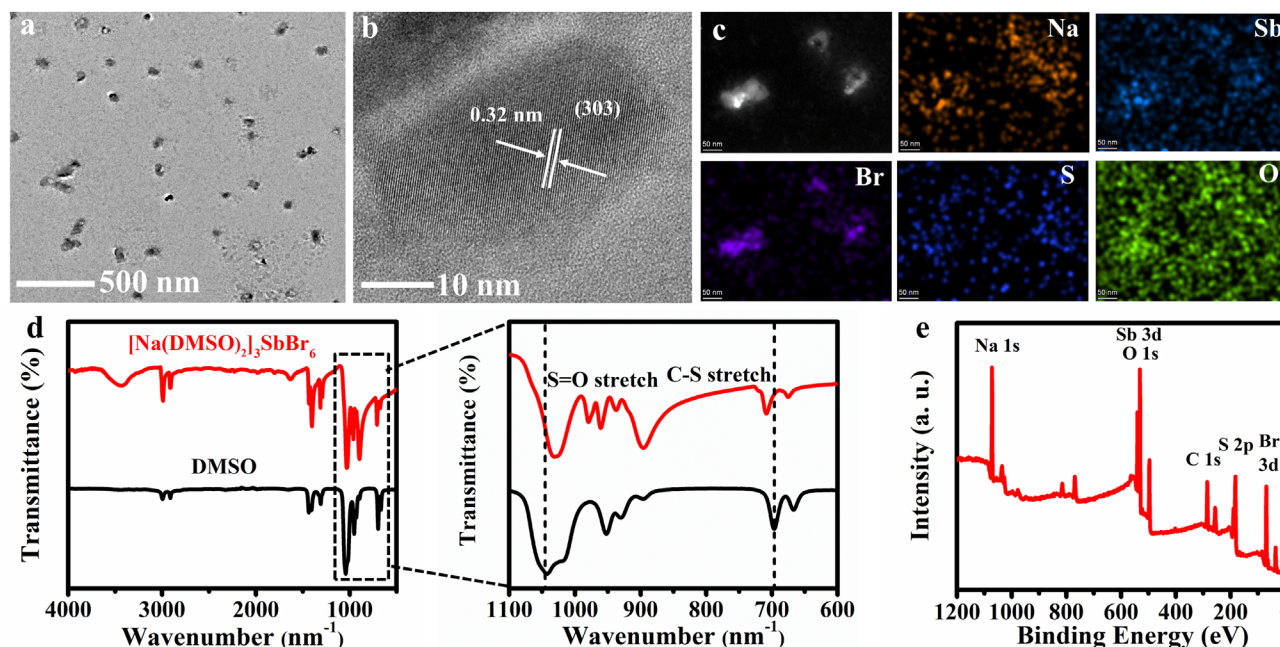 a
500 nm
b
0.32 nm
(303)
10 nm
c
50 nm
Na
50 nm
Sb
50 nm
Br
50 nm
S
50 nm
O
50 nm
d
[Na(DMSO)₂]₃SbBr₆
DMSO
Transmittance (%)
4000 3000 2000 1000
Wavenumber (nm⁻¹)
S=O stretch
C-S stretch
Transmittance (%)
1100 1000 900 800 700 600
Wavenumber (nm⁻¹)
e
Na 1s
Sb 3d
O 1s
C 1s
S 2p
Br
3d
Intensity (a. u.)
1200 1000 800 600 400 200 0
Binding Energy (eV)